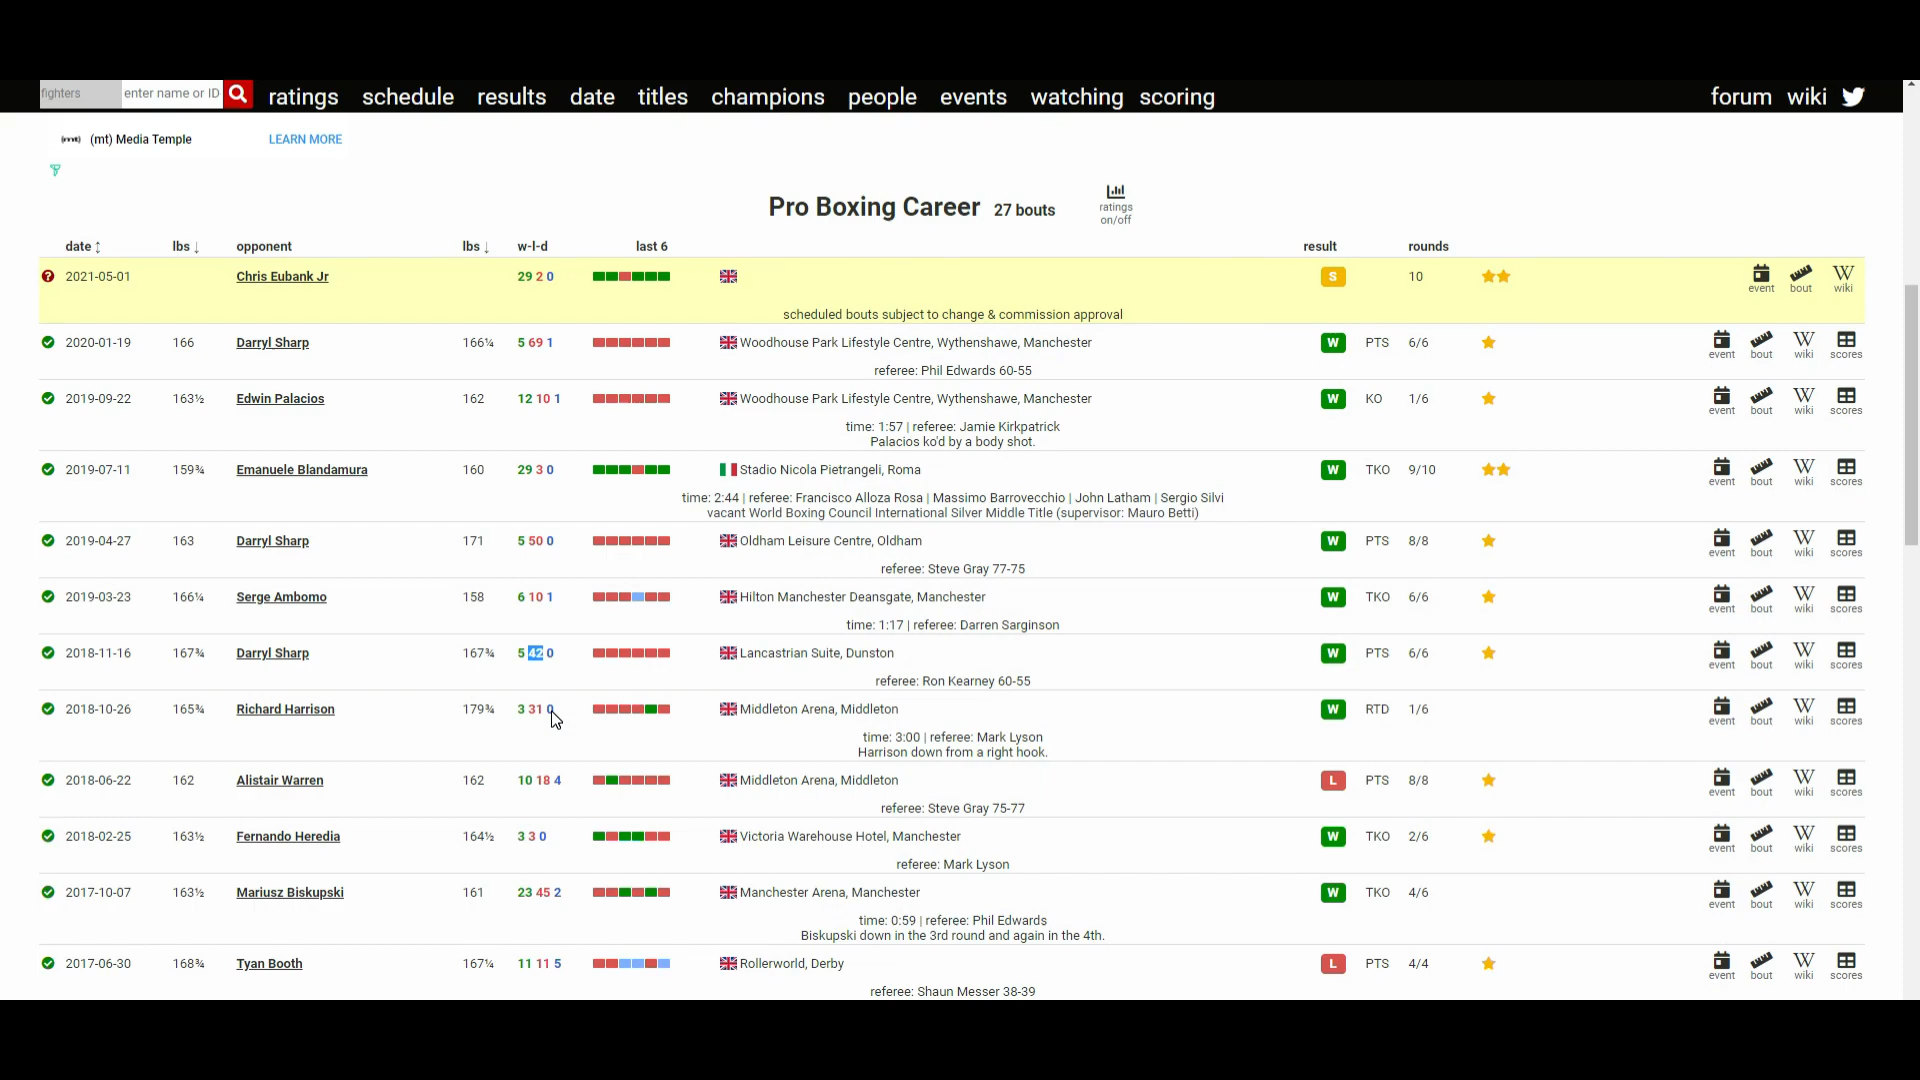 fighters enter name or ID ratings schedule results date titles champions people events watching scoring forum wiki
(mt) (mt) Media Temple LEARN MORE
Pro Boxing Career 27 bouts ratings on/off
date ↕ lbs ↓ opponent lbs ↓ w-l-d last 6 result rounds
? 2021-05-01 Chris Eubank Jr 29 2 0 S 10 event bout W wiki
scheduled bouts subject to change & commission approval
2020-01-19 166 Darryl Sharp 166¼ 5 69 1 Woodhouse Park Lifestyle Centre, Wythenshawe, Manchester W PTS 6/6 event bout W wiki scores
referee: Phil Edwards 60-55
2019-09-22 163½ Edwin Palacios 162 12 10 1 Woodhouse Park Lifestyle Centre, Wythenshawe, Manchester W KO 1/6 event bout W wiki scores
time: 1:57 | referee: Jamie Kirkpatrick
Palacios ko'd by a body shot.
2019-07-11 159¾ Emanuele Blandamura 160 29 3 0 Stadio Nicola Pietrangeli, Roma W TKO 9/10 event bout W wiki scores
time: 2:44 | referee: Francisco Alloza Rosa | Massimo Barrovecchio | John Latham | Sergio Silvi
vacant World Boxing Council International Silver Middle Title (supervisor: Mauro Betti)
2019-04-27 163 Darryl Sharp 171 5 50 0 Oldham Leisure Centre, Oldham W PTS 8/8 event bout W wiki scores
referee: Steve Gray 77-75
2019-03-23 166¼ Serge Ambomo 158 6 10 1 Hilton Manchester Deansgate, Manchester W TKO 6/6 event bout W wiki scores
time: 1:17 | referee: Darren Sarginson
2018-11-16 167¾ Darryl Sharp 167¾ 5 42 0 Lancastrian Suite, Dunston W PTS 6/6 event bout W wiki scores
referee: Ron Kearney 60-55
2018-10-26 165¾ Richard Harrison 179¾ 3 31 0 Middleton Arena, Middleton W RTD 1/6 event bout W wiki scores
time: 3:00 | referee: Mark Lyson
Harrison down from a right hook.
2018-06-22 162 Alistair Warren 162 10 18 4 Middleton Arena, Middleton L PTS 8/8 event bout W wiki scores
referee: Steve Gray 75-77
2018-02-25 163½ Fernando Heredia 164½ 3 3 0 Victoria Warehouse Hotel, Manchester W TKO 2/6 event bout W wiki scores
referee: Mark Lyson
2017-10-07 163½ Mariusz Biskupski 161 23 45 2 Manchester Arena, Manchester W TKO 4/6 event bout W wiki scores
time: 0:59 | referee: Phil Edwards
Biskupski down in the 3rd round and again in the 4th.
2017-06-30 168¾ Tyan Booth 167¼ 11 11 5 Rollerworld, Derby L PTS 4/4 event bout W wiki scores
referee: Shaun Messer 38-39